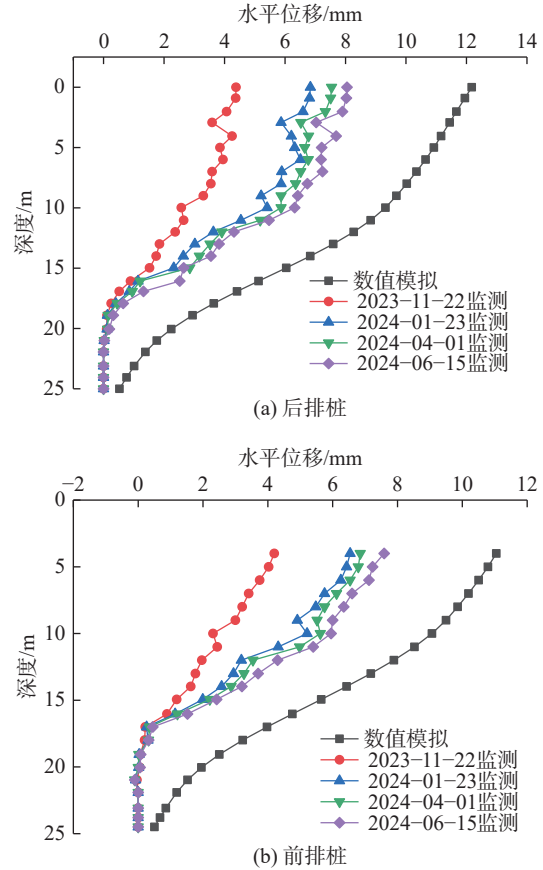 水平位移/mm
0 2 4 6 8 10 12 14
0
5
10
15
20
25
深度/m
数值模拟
2023-11-22监测
2024-01-23监测
2024-04-01监测
2024-06-15监测
(a) 后排桩
水平位移/mm
−2 0 2 4 6 8 10 12
0
5
10
15
20
25
深度/m
数值模拟
2023-11-22监测
2024-01-23监测
2024-04-01监测
2024-06-15监测
(b) 前排桩